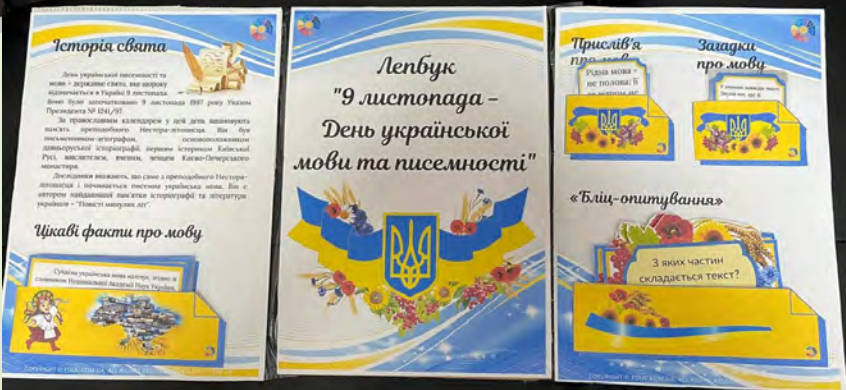 Історія свята
День української писемності та
мови – державне свято, яке щороку
відзначається в Україні 9 листопада.
Воно було започатковано 9 листопада 1997 року Указом
Президента № 1241/97.
За православним календарем у цей день вшановують
пам'ять преподобного Нестора-літописця. Він був
письменником-агіографом, основоположником
давньоруської історіографії, першим істориком Київської
Русі, мислителем, вченим, ченцем Києво-Печерського
монастиря.
Дослідники вважають, що саме з преподобного Нестора-
літописця і починається писемна українська мова. Він є
автором найдавнішої пам'ятки історіографії та літератури
українців – "Повісті минулих літ".
Цікаві факти про мову
Сучасна українська мова налічує, згідно зі
словником Національної Академії Наук України,
Лепбук
"9 листопада –
День української
мови та писемності"
Прислів'я
про мову
Рідна мова –
не полова: її
за вітром не
Загадки
про мову
«Бліц-опитування»
З яких частин
складається текст?